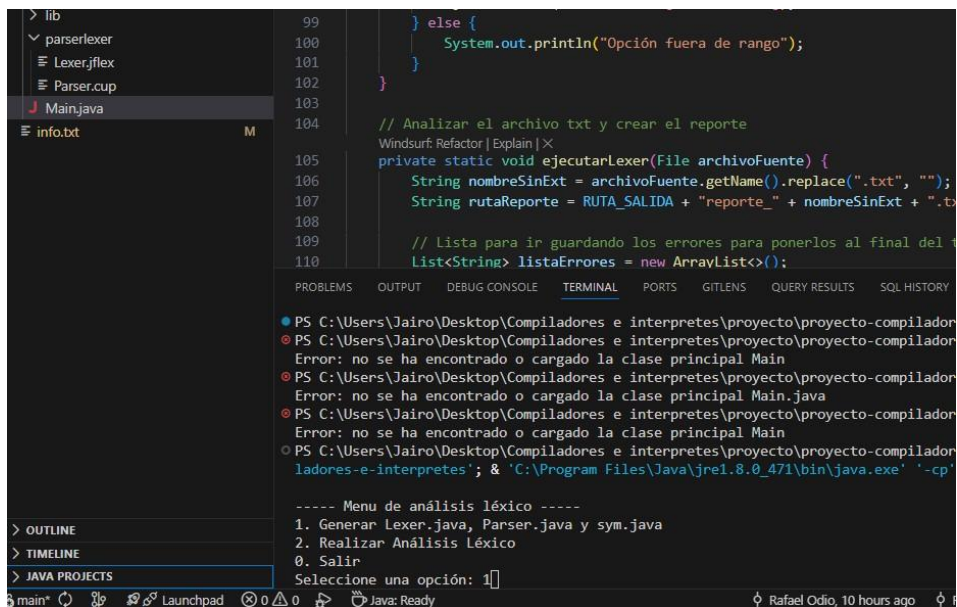 > lib
parserlexer
Lexer.jflex
Parser.cup
J Main.java
info.txt M
> OUTLINE
> TIMELINE
> JAVA PROJECTS
99 } else {
100 System.out.println("Opción fuera de rango");
101 }
102 }
103
104 // Analizar el archivo txt y crear el reporte
Windsurf: Refactor | Explain | ×
105 private static void ejecutarLexer(File archivoFuente) {
106 String nombreSinExt = archivoFuente.getName().replace(".txt", "");
107 String rutaReporte = RUTA_SALIDA + "reporte_" + nombreSinExt + ".tx
108
109 // Lista para ir guardando los errores para ponerlos al final del t
110 List<String> listaErrores = new ArrayList<>();
PROBLEMS OUTPUT DEBUG CONSOLE TERMINAL PORTS GITLENS QUERY RESULTS SQL HISTORY
PS C:\Users\Jairo\Desktop\Compiladores e interpretes\proyecto\proyecto-compilador
PS C:\Users\Jairo\Desktop\Compiladores e interpretes\proyecto\proyecto-compilador
Error: no se ha encontrado o cargado la clase principal Main
PS C:\Users\Jairo\Desktop\Compiladores e interpretes\proyecto\proyecto-compilador
Error: no se ha encontrado o cargado la clase principal Main.java
PS C:\Users\Jairo\Desktop\Compiladores e interpretes\proyecto\proyecto-compilador
Error: no se ha encontrado o cargado la clase principal Main
PS C:\Users\Jairo\Desktop\Compiladores e interpretes\proyecto\proyecto-compilador
ladores-e-interpretes'; & 'C:\Program Files\Java\jre1.8.0_471\bin\java.exe' '-cp'
----- Menu de análisis léxico -----
1. Generar Lexer.java, Parser.java y sym.java
2. Realizar Análisis Léxico
0. Salir
Seleccione una opción: 1
main* Launchpad 0 0 Java: Ready Rafael Odio, 10 hours ago